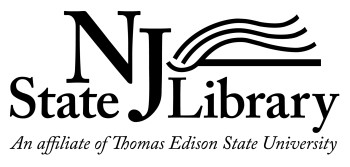 NJ
State Library
An affiliate of Thomas Edison State University